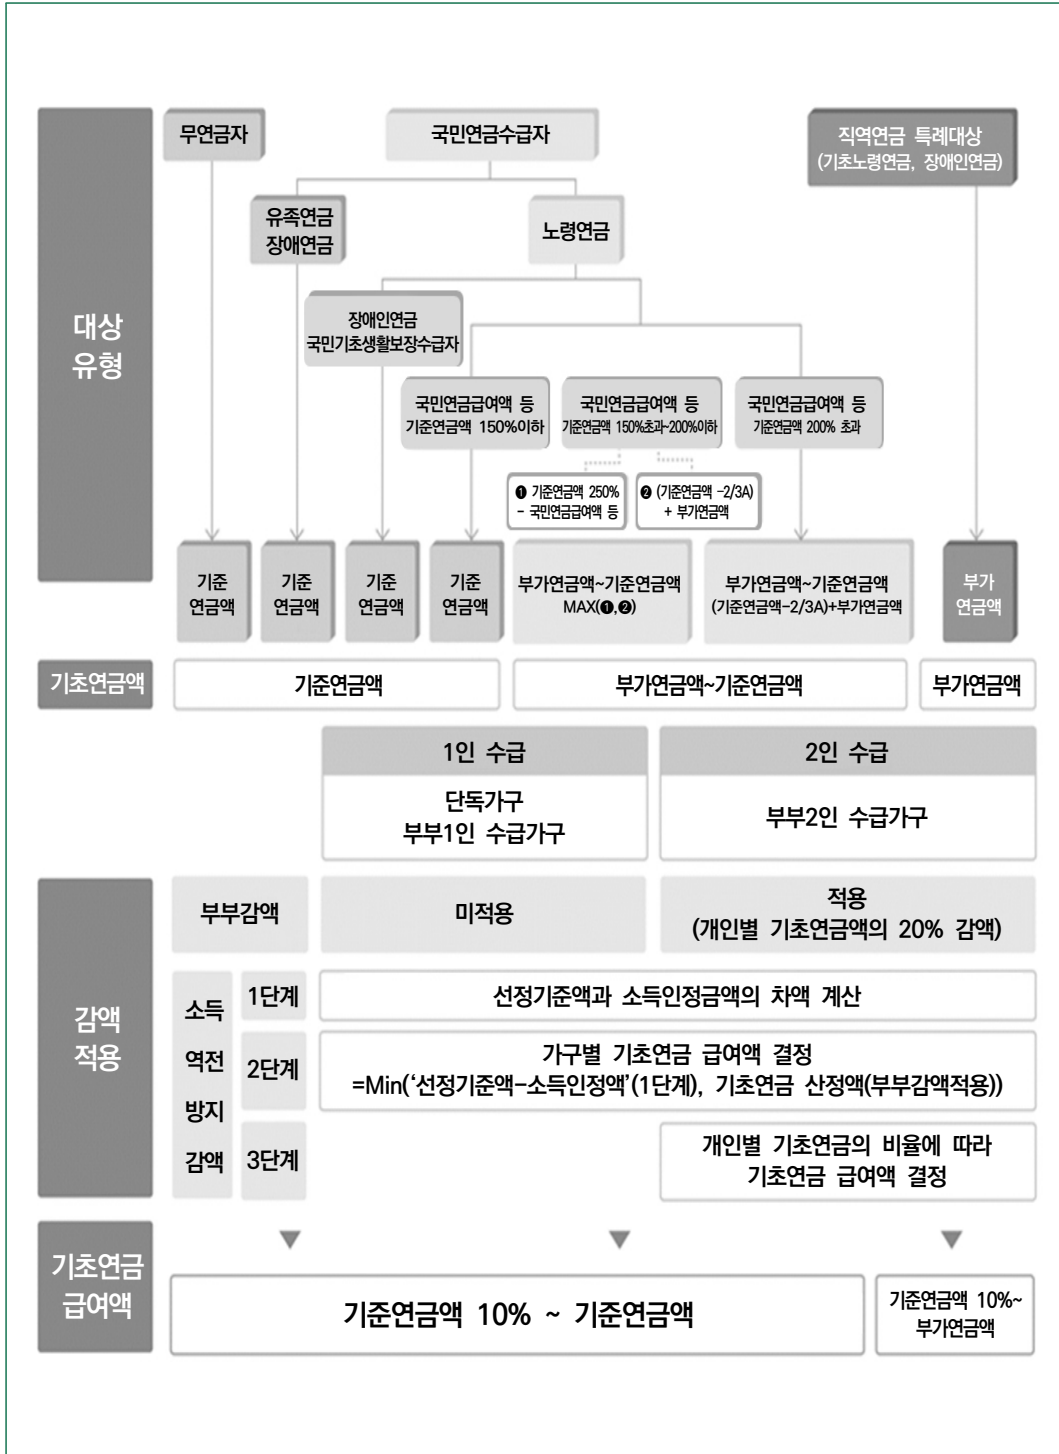 무연금자
국민연금수급자
직역연금 특례대상
(기초노령연금, 장애인연금)
유족연금
장애연금
노령연금
대상
유형
장애인연금
국민기초생활보장수급자
국민연금급여액 등
기준연금액 150%이하
국민연금급여액 등
기준연금액 150%초과~200%이하
국민연금급여액 등
기준연금액 200% 초과
❶ 기준연금액 250%
- 국민연금급여액 등
❷ (기준연금액 -2/3A)
+ 부가연금액
기준
연금액
기준
연금액
기준
연금액
기준
연금액
부가연금액~기준연금액
MAX(❶,❷)
부가연금액~기준연금액
(기준연금액-2/3A)+부가연금액
부가
연금액
기초연금액
기준연금액
부가연금액~기준연금액
부가연금액
1인 수급
2인 수급
단독가구
부부1인 수급가구
부부2인 수급가구
감액
적용
부부감액
미적용
적용
(개인별 기초연금액의 20% 감액)
소득
역전
방지
감액
1단계
선정기준액과 소득인정금액의 차액 계산
2단계
가구별 기초연금 급여액 결정
=Min('선정기준액-소득인정액'(1단계), 기초연금 산정액(부부감액적용))
3단계
개인별 기초연금의 비율에 따라
기초연금 급여액 결정
기초연금
급여액
기준연금액 10% ~ 기준연금액
기준연금액 10%~
부가연금액